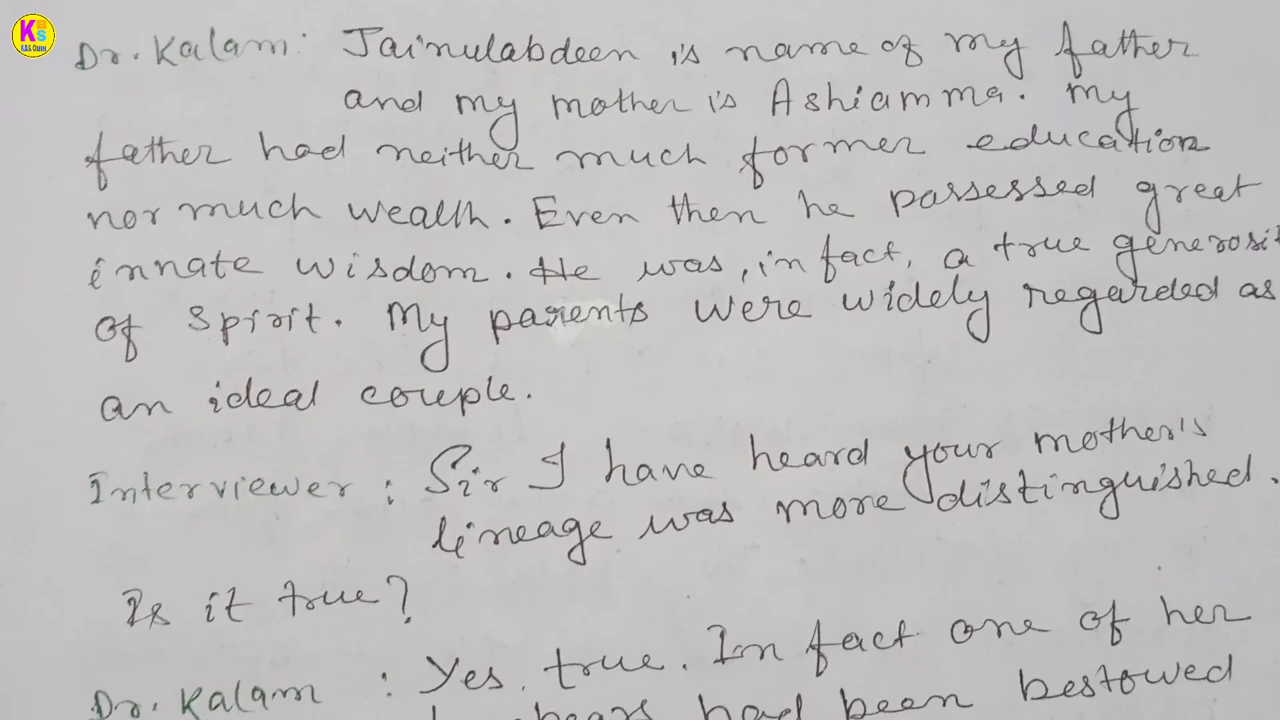 Dr. Kalam: Jainulabdeen is name of my father
and my mother is Ashiamma. My
father had neither much former education
nor much wealth. Even then he passessed great
innate wisdom. He was, in fact, a true generosit
of spirit. My parents were widely regarded as
an ideal couple.
Interviewer : Sir I have heard your mother's
lineage was more distinguished.
Is it true?
Dr. Kalam : Yes, true. In fact one of her
had been bestowed